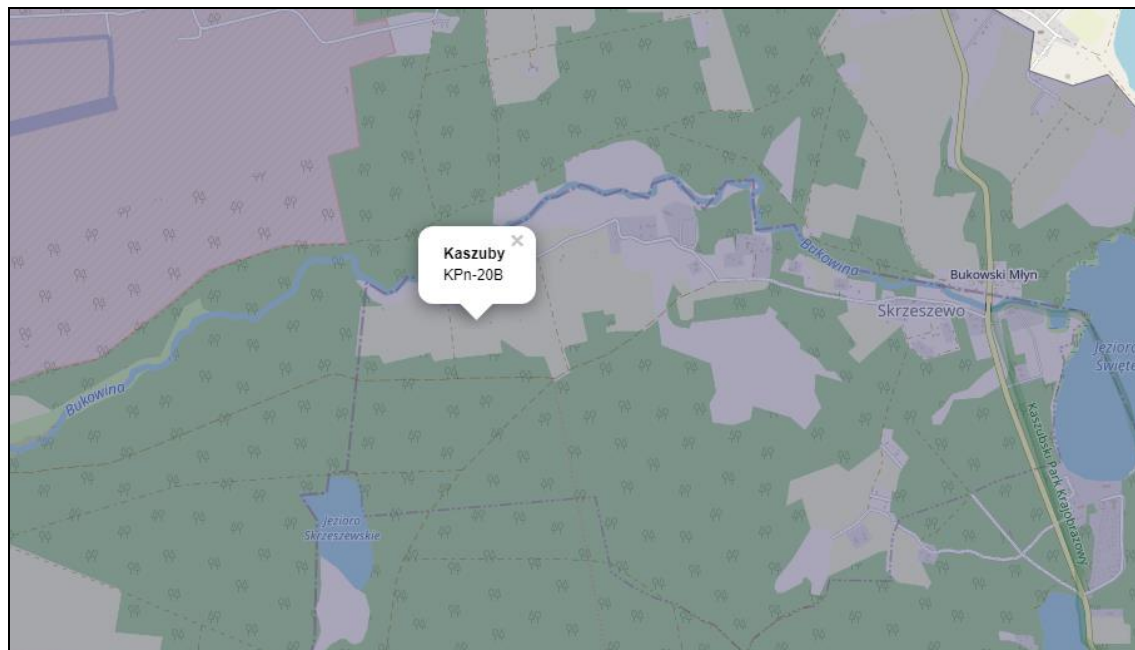 Kaszuby
KPn-20B
Bukowina
Bukowina
Bukowski Młyn
Skrzeszewo
Jezioro
Święte
Kaszubski Park Krajobrazowy
Jezioro
Skrzeszewskie